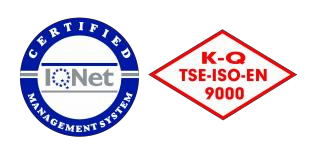 CERTIFIED
IQNet
MANAGEMENT SYSTEM
K-Q
TSE-ISO-EN
9000